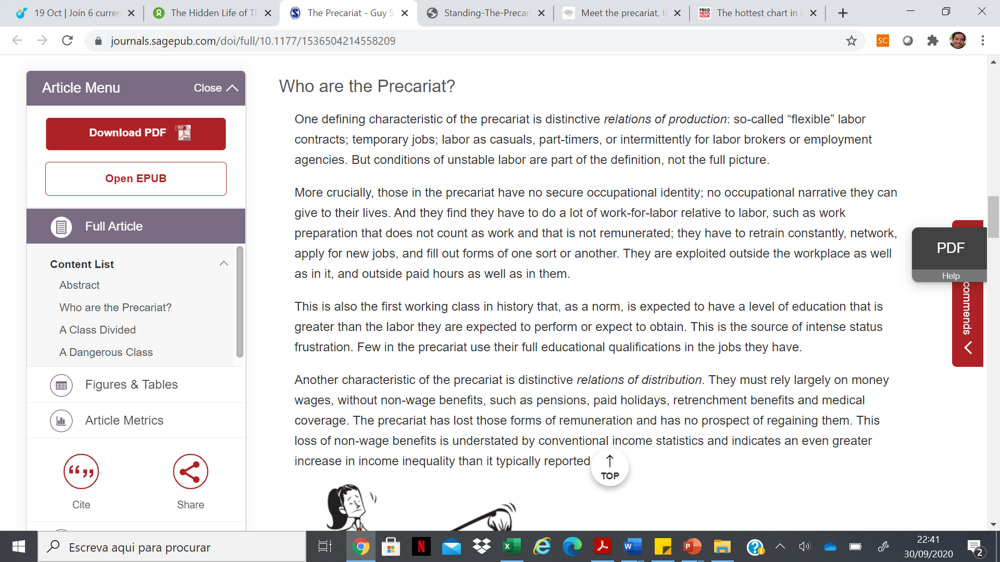 19 Oct | Join 6 curren
The Hidden Life of T
The Precariat - Guy S
Standing-The-Precari
Meet the precariat, t
PBSO NEWS HOUR
The hottest chart in e
journals.sagepub.com/doi/full/10.1177/1536504214558209
SC
Article Menu
Close
Download PDF
Open EPUB
Full Article
Content List
Abstract
Who are the Precariat?
A Class Divided
A Dangerous Class
Figures & Tables
Article Metrics
Cite
Share
Who are the Precariat?
One defining characteristic of the precariat is distinctive relations of production: so-called “flexible” labor
contracts; temporary jobs; labor as casuals, part-timers, or intermittently for labor brokers or employment
agencies. But conditions of unstable labor are part of the definition, not the full picture.
More crucially, those in the precariat have no secure occupational identity; no occupational narrative they can
give to their lives. And they find they have to do a lot of work-for-labor relative to labor, such as work
preparation that does not count as work and that is not remunerated; they have to retrain constantly, network,
apply for new jobs, and fill out forms of one sort or another. They are exploited outside the workplace as well
as in it, and outside paid hours as well as in them.
This is also the first working class in history that, as a norm, is expected to have a level of education that is
greater than the labor they are expected to perform or expect to obtain. This is the source of intense status
frustration. Few in the precariat use their full educational qualifications in the jobs they have.
Another characteristic of the precariat is distinctive relations of distribution. They must rely largely on money
wages, without non-wage benefits, such as pensions, paid holidays, retrenchment benefits and medical
coverage. The precariat has lost those forms of remuneration and has no prospect of regaining them. This
loss of non-wage benefits is understated by conventional income statistics and indicates an even greater
increase in income inequality than it typically reported
TOP
PDF
Help
commends
Escreva aqui para procurar
22:41
30/09/2020
2